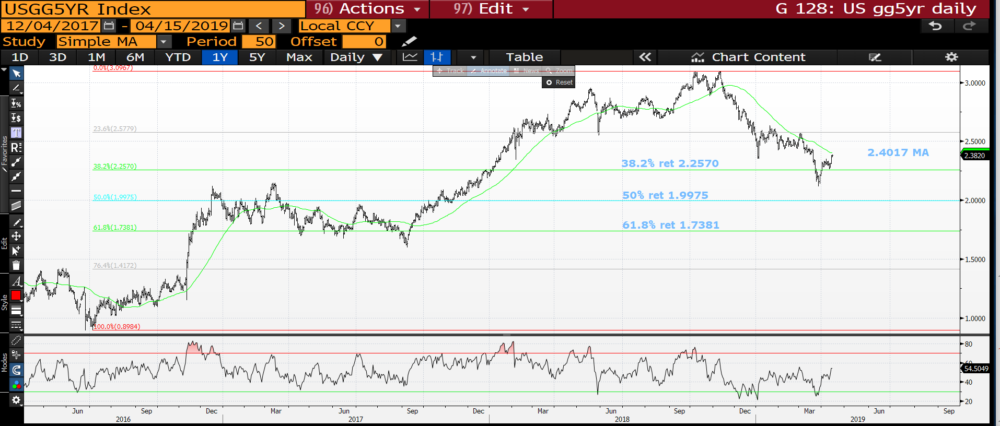 USGG5YR Index 96) Actions 97) Edit G 128: US gg5yr daily
12/04/2017 - 04/15/2019 < > Local CCY
Study Simple MA Period 50 Offset 0
1D 3D 1M 6M YTD 1Y 5Y Max Daily ▼ Table « Chart Content
Track Annotate News Zoom
Reset
Favorites
Edit
Style
Modes
%
$
T
R
A
0.0%(3.0967)
23.6%(2.5779)
38.2%(2.2570)
50.0%(1.9975)
61.8%(1.7381)
76.4%(1.4172)
100.0%(0.8984)
2.4017 MA
38.2% ret 2.2570
50% ret 1.9975
61.8% ret 1.7381
3.0000
2.5000
2.3820
2.0000
1.5000
1.0000
80
60
54.5049
40
20
Jun Sep Dec Mar Jun Sep Dec Mar Jun Sep Dec Mar Jun Sep
2016 2017 2018 2019